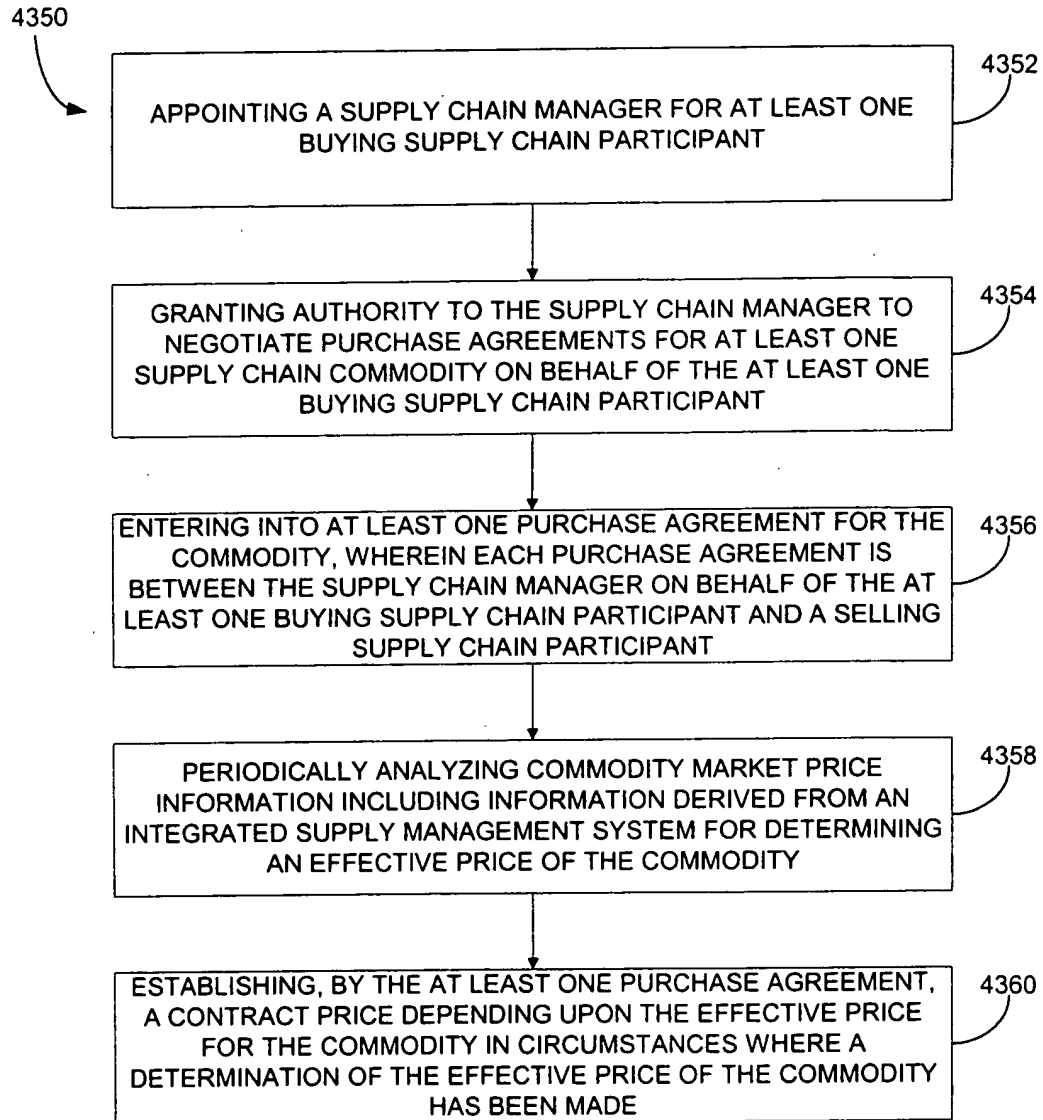 4350
APPOINTING A SUPPLY CHAIN MANAGER FOR AT LEAST ONE
BUYING SUPPLY CHAIN PARTICIPANT
4352
GRANTING AUTHORITY TO THE SUPPLY CHAIN MANAGER TO
NEGOTIATE PURCHASE AGREEMENTS FOR AT LEAST ONE
SUPPLY CHAIN COMMODITY ON BEHALF OF THE AT LEAST ONE
BUYING SUPPLY CHAIN PARTICIPANT
4354
ENTERING INTO AT LEAST ONE PURCHASE AGREEMENT FOR THE
COMMODITY, WHEREIN EACH PURCHASE AGREEMENT IS
BETWEEN THE SUPPLY CHAIN MANAGER ON BEHALF OF THE AT
LEAST ONE BUYING SUPPLY CHAIN PARTICIPANT AND A SELLING
SUPPLY CHAIN PARTICIPANT
4356
PERIODICALLY ANALYZING COMMODITY MARKET PRICE
INFORMATION INCLUDING INFORMATION DERIVED FROM AN
INTEGRATED SUPPLY MANAGEMENT SYSTEM FOR DETERMINING
AN EFFECTIVE PRICE OF THE COMMODITY
4358
ESTABLISHING, BY THE AT LEAST ONE PURCHASE AGREEMENT,
A CONTRACT PRICE DEPENDING UPON THE EFFECTIVE PRICE
FOR THE COMMODITY IN CIRCUMSTANCES WHERE A
DETERMINATION OF THE EFFECTIVE PRICE OF THE COMMODITY
HAS BEEN MADE
4360